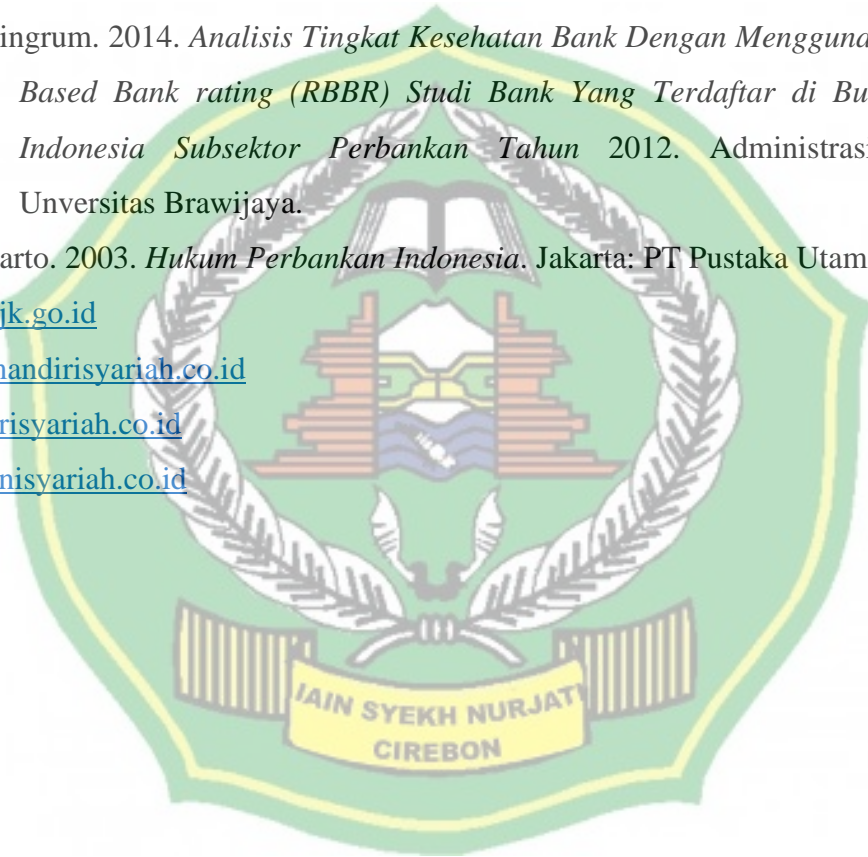 ingrum. 2014. Analisis Tingkat Kesehatan Bank Dengan Menggunac
Based Bank rating (RBBR) Studi Bank Yang Terdaftar di Bu
Indonesia Subsektor Perbankan Tahun 2012. Administrasi
Unversitas Brawijaya.
arto. 2003. Hukum Perbankan Indonesia. Jakarta: PT Pustaka Utam
jk.go.id
nandirisyariah.co.id
risyariah.co.id
nisyariah.co.id
IAIN SYEKH NURJATI
CIREBON